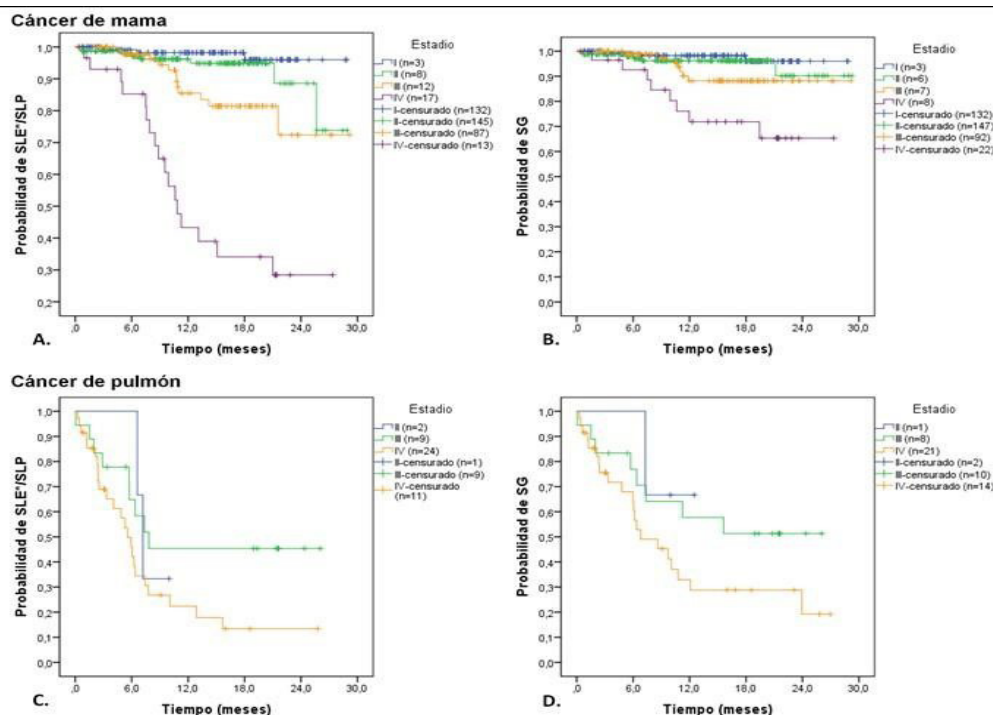 Cáncer de mama
Probabilidad de SLE*/SLP
1,0
0,9
0,8
0,7
0,6
0,5
0,4
0,3
0,2
,0 6,0 12,0 18,0 24,0 30,0
Tiempo (meses)
A.
Estadio
I (n=3)
II (n=8)
III (n=12)
IV (n=17)
I-censurado (n=132)
II-censurado (n=145)
III-censurado (n=87)
IV-censurado (n=13)
Probabilidad de SG
1,0
0,9
0,8
0,7
0,6
0,5
0,4
0,3
0,2
0,1
0,0
,0 6,0 12,0 18,0 24,0 30,0
Tiempo (meses)
B.
Estadio
I (n=3)
II (n=6)
III (n=7)
IV (n=8)
I-censurado (n=132)
II-censurado (n=147)
III-censurado (n=92)
IV-censurado (n=22)
Cáncer de pulmón
Probabilidad de SLE*/SLP
1,0
0,9
0,8
0,7
0,6
0,5
0,4
0,3
0,2
0,1
0,0
,0 6,0 12,0 18,0 24,0 30,0
Tiempo (meses)
C.
Estadio
II (n=2)
III (n=9)
IV (n=24)
II-censurado (n=1)
III-censurado (n=9)
IV-censurado
(n=11)
Probabilidad de SG
1,0
0,9
0,8
0,7
0,6
0,5
0,4
0,3
0,2
0,1
0,0
,0 6,0 12,0 18,0 24,0 30,0
Tiempo (meses)
D.
Estadio
II (n=1)
III (n=8)
IV (n=21)
II-censurado (n=2)
III-censurado (n=10)
IV-censurado (n=14)